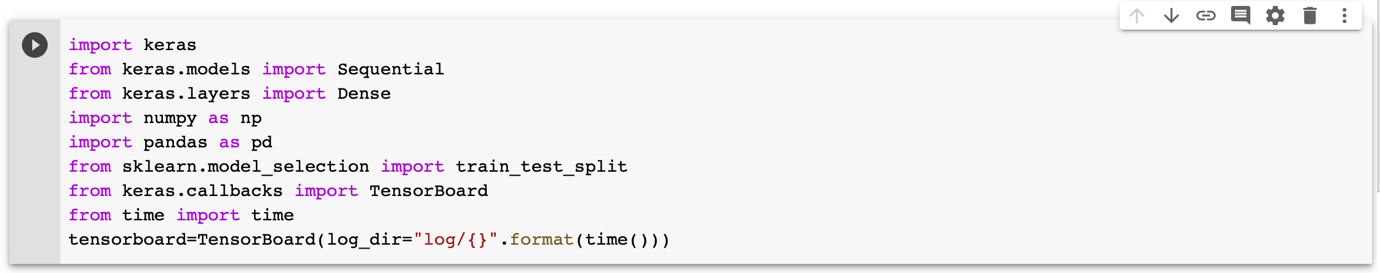 import keras
from keras.models import Sequential
from keras.layers import Dense
import numpy as np
import pandas as pd
from sklearn.model_selection import train_test_split
from keras.callbacks import TensorBoard
from time import time
tensorboard=TensorBoard(log_dir="log/{}".format(time()))